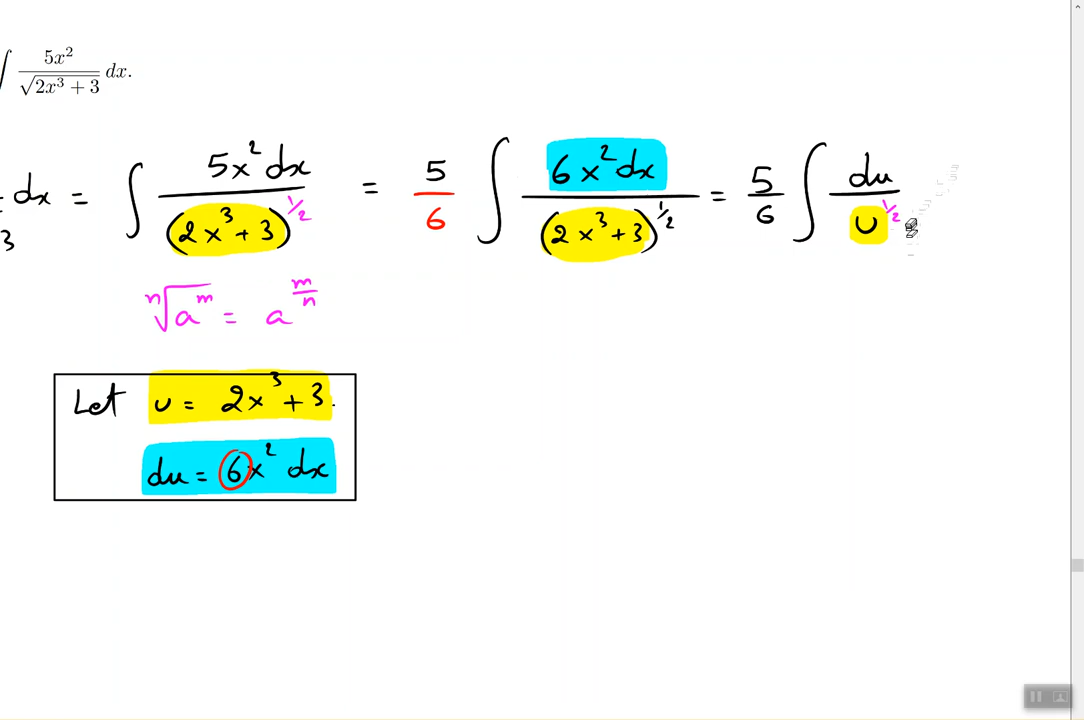 ∫ 5x² / √(2x³ + 3) dx.
dx = ∫ 5x² dx / (2x³ + 3)^(1/2) = 5/6 ∫ 6x² dx / (2x³ + 3)^(1/2) = 5/6 ∫ du / u^(1/2)
3
ⁿ√(a^m) = a^(m/n)
Let u = 2x³ + 3.
du = 6x² dx